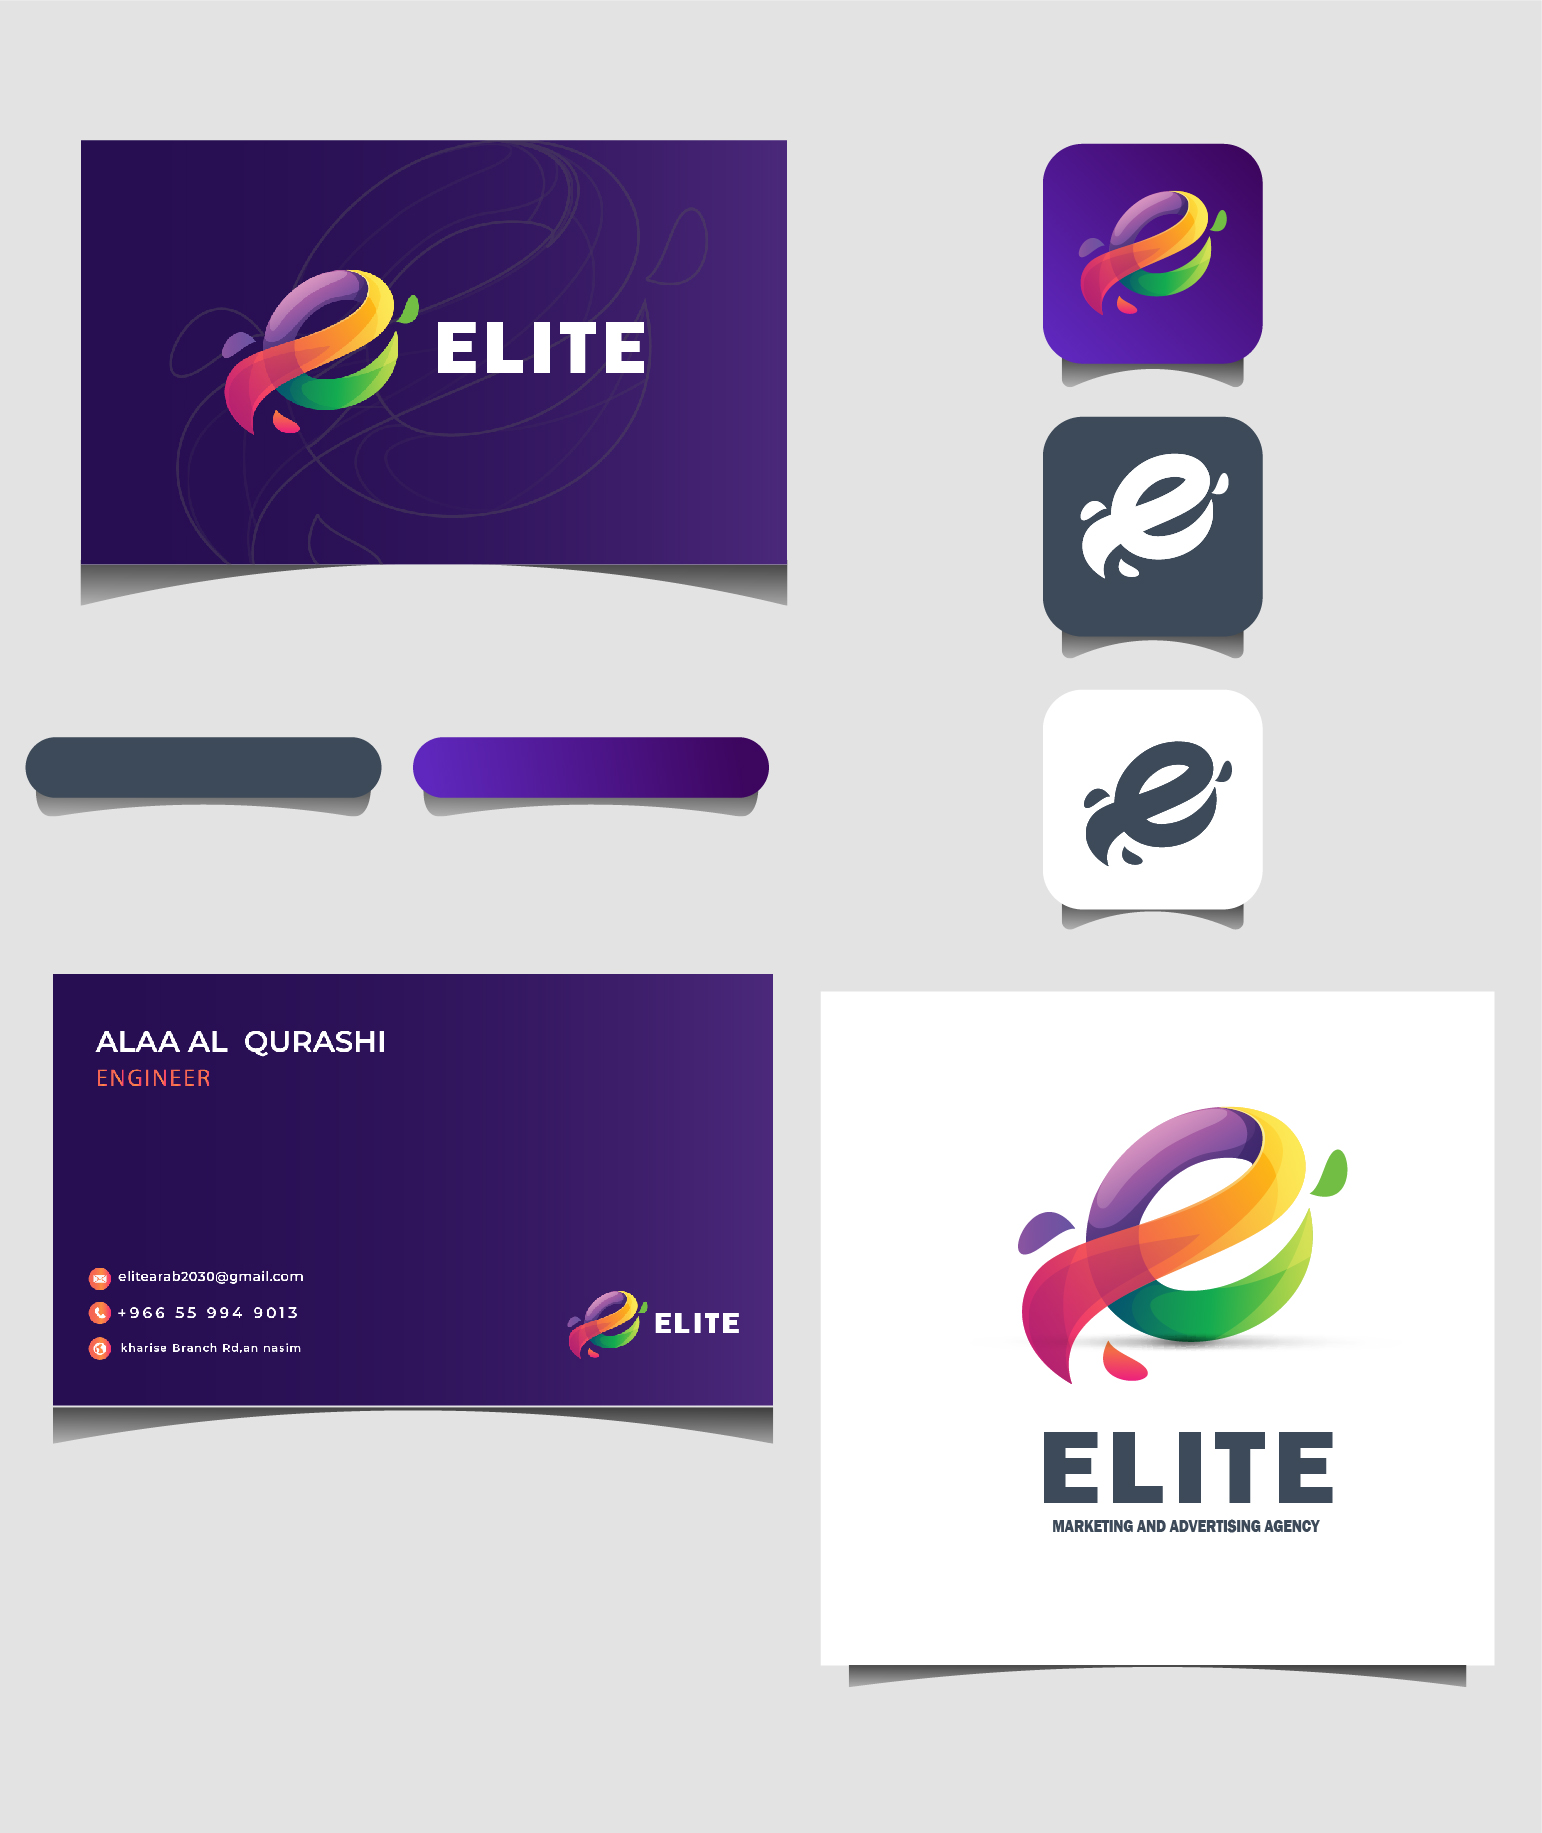 ELITE
ALAA AL QURASHI
ENGINEER
elitearab2030@gmail.com
+966 55 994 9013
kharise Branch Rd,an nasim
ELITE
ELITE
MARKETING AND ADVERTISING AGENCY